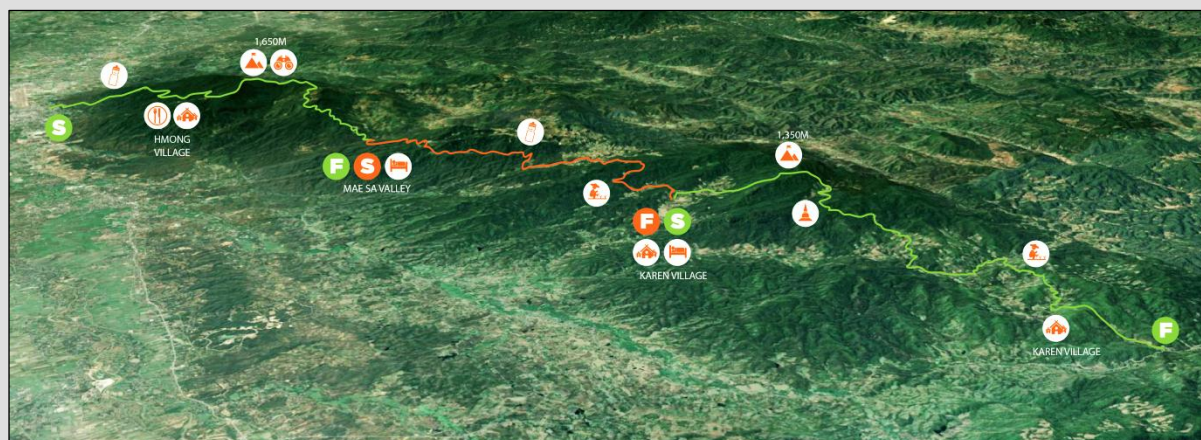 1,650M
S
HMONG
VILLAGE
F S
MAE SA VALLEY
1,350M
F S
KAREN VILLAGE
KAREN VILLAGE
F